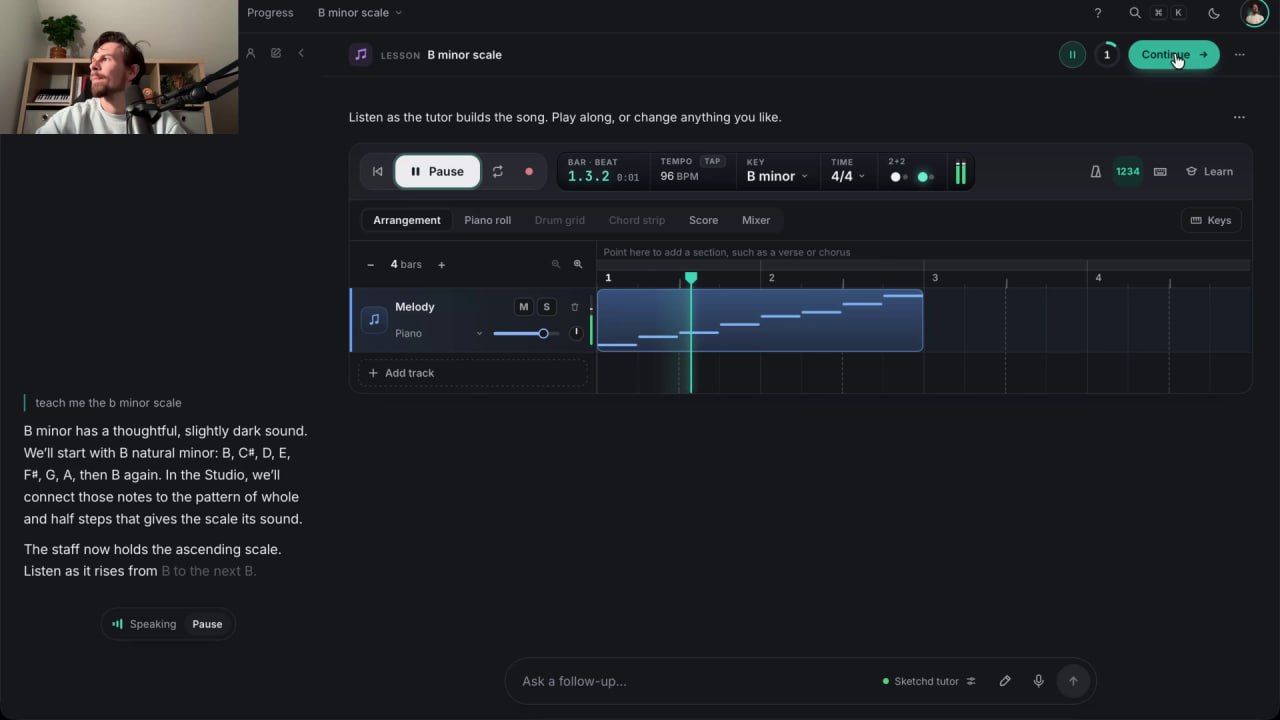 Progress
B minor scale
?
⌘ K
LESSON B minor scale
1
Continue →
Listen as the tutor builds the song. Play along, or change anything you like.
Pause
BAR · BEAT
1.3.2 0:01
TEMPO TAP
96 BPM
KEY
B minor
TIME
4/4
2+2
1234
Learn
Arrangement
Piano roll
Drum grid
Chord strip
Score
Mixer
Keys
Point here to add a section, such as a verse or chorus
− 4 bars +
1
2
3
4
Melody
M
S
Piano
+ Add track
teach me the b minor scale
B minor has a thoughtful, slightly dark sound.
We’ll start with B natural minor: B, C♯, D, E,
F♯, G, A, then B again. In the Studio, we’ll
connect those notes to the pattern of whole
and half steps that gives the scale its sound.
The staff now holds the ascending scale.
Listen as it rises from B to the next B.
Speaking
Pause
Ask a follow-up...
Sketchd tutor